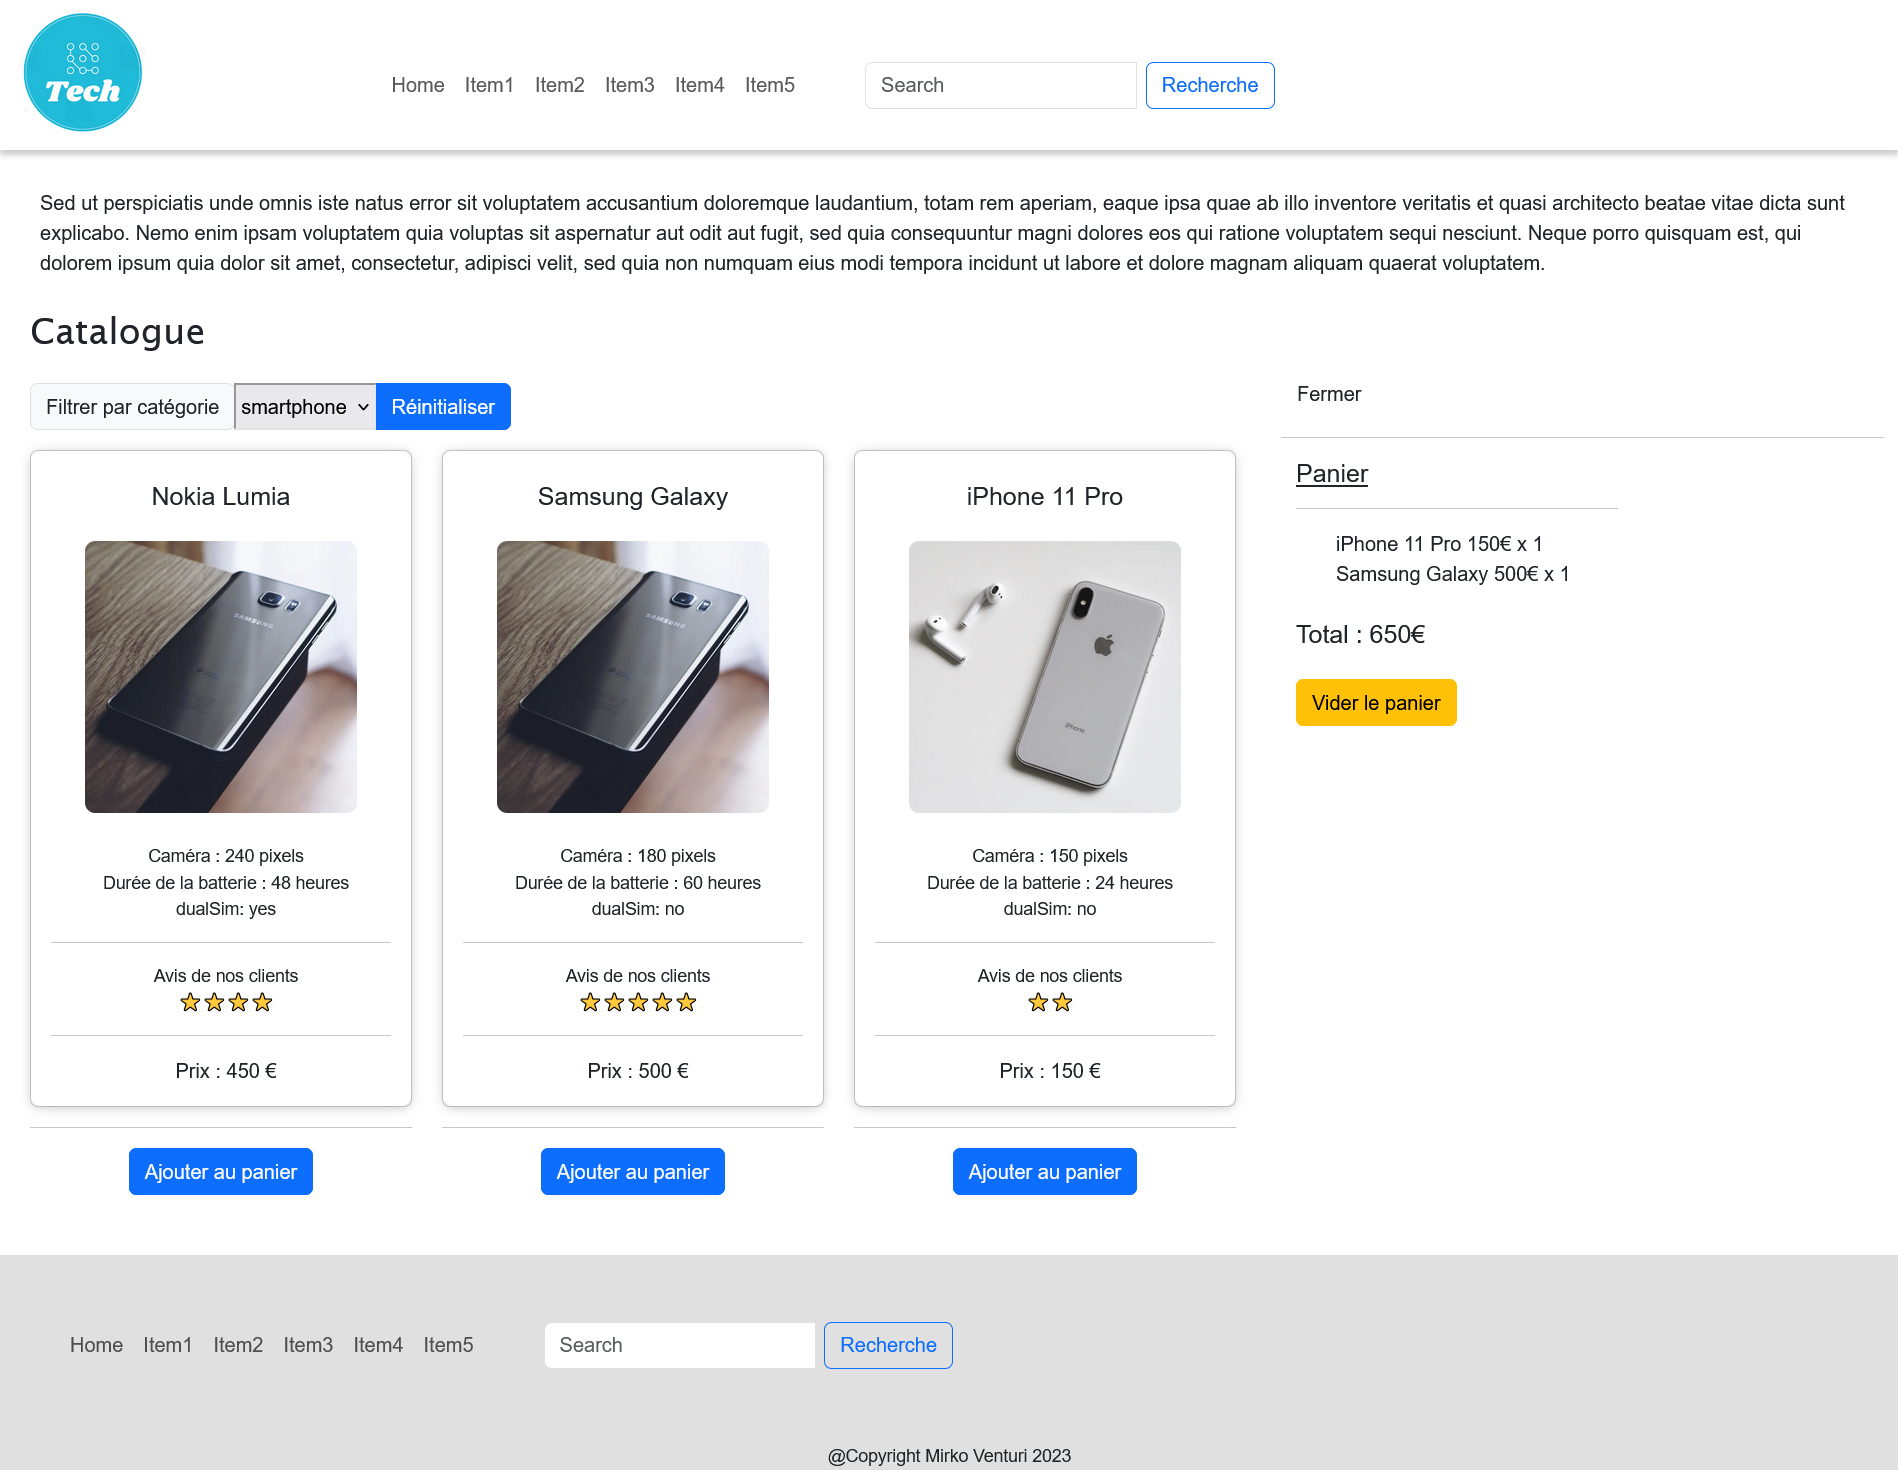 Tech
Home Item1 Item2 Item3 Item4 Item5 Search Recherche
Sed ut perspiciatis unde omnis iste natus error sit voluptatem accusantium doloremque laudantium, totam rem aperiam, eaque ipsa quae ab illo inventore veritatis et quasi architecto beatae vitae dicta sunt
explicabo. Nemo enim ipsam voluptatem quia voluptas sit aspernatur aut odit aut fugit, sed quia consequuntur magni dolores eos qui ratione voluptatem sequi nesciunt. Neque porro quisquam est, qui
dolorem ipsum quia dolor sit amet, consectetur, adipisci velit, sed quia non numquam eius modi tempora incidunt ut labore et dolore magnam aliquam quaerat voluptatem.
Catalogue
Filtrer par catégorie smartphone Réinitialiser
Nokia Lumia
SAMSUNG
Caméra : 240 pixels
Durée de la batterie : 48 heures
dualSim: yes
Avis de nos clients
Prix : 450 €
Ajouter au panier
Samsung Galaxy
SAMSUNG
Caméra : 180 pixels
Durée de la batterie : 60 heures
dualSim: no
Avis de nos clients
Prix : 500 €
Ajouter au panier
iPhone 11 Pro
iPhone
Caméra : 150 pixels
Durée de la batterie : 24 heures
dualSim: no
Avis de nos clients
Prix : 150 €
Ajouter au panier
Fermer
Panier
iPhone 11 Pro 150€ x 1
Samsung Galaxy 500€ x 1
Total : 650€
Vider le panier
Home Item1 Item2 Item3 Item4 Item5 Search Recherche
@Copyright Mirko Venturi 2023